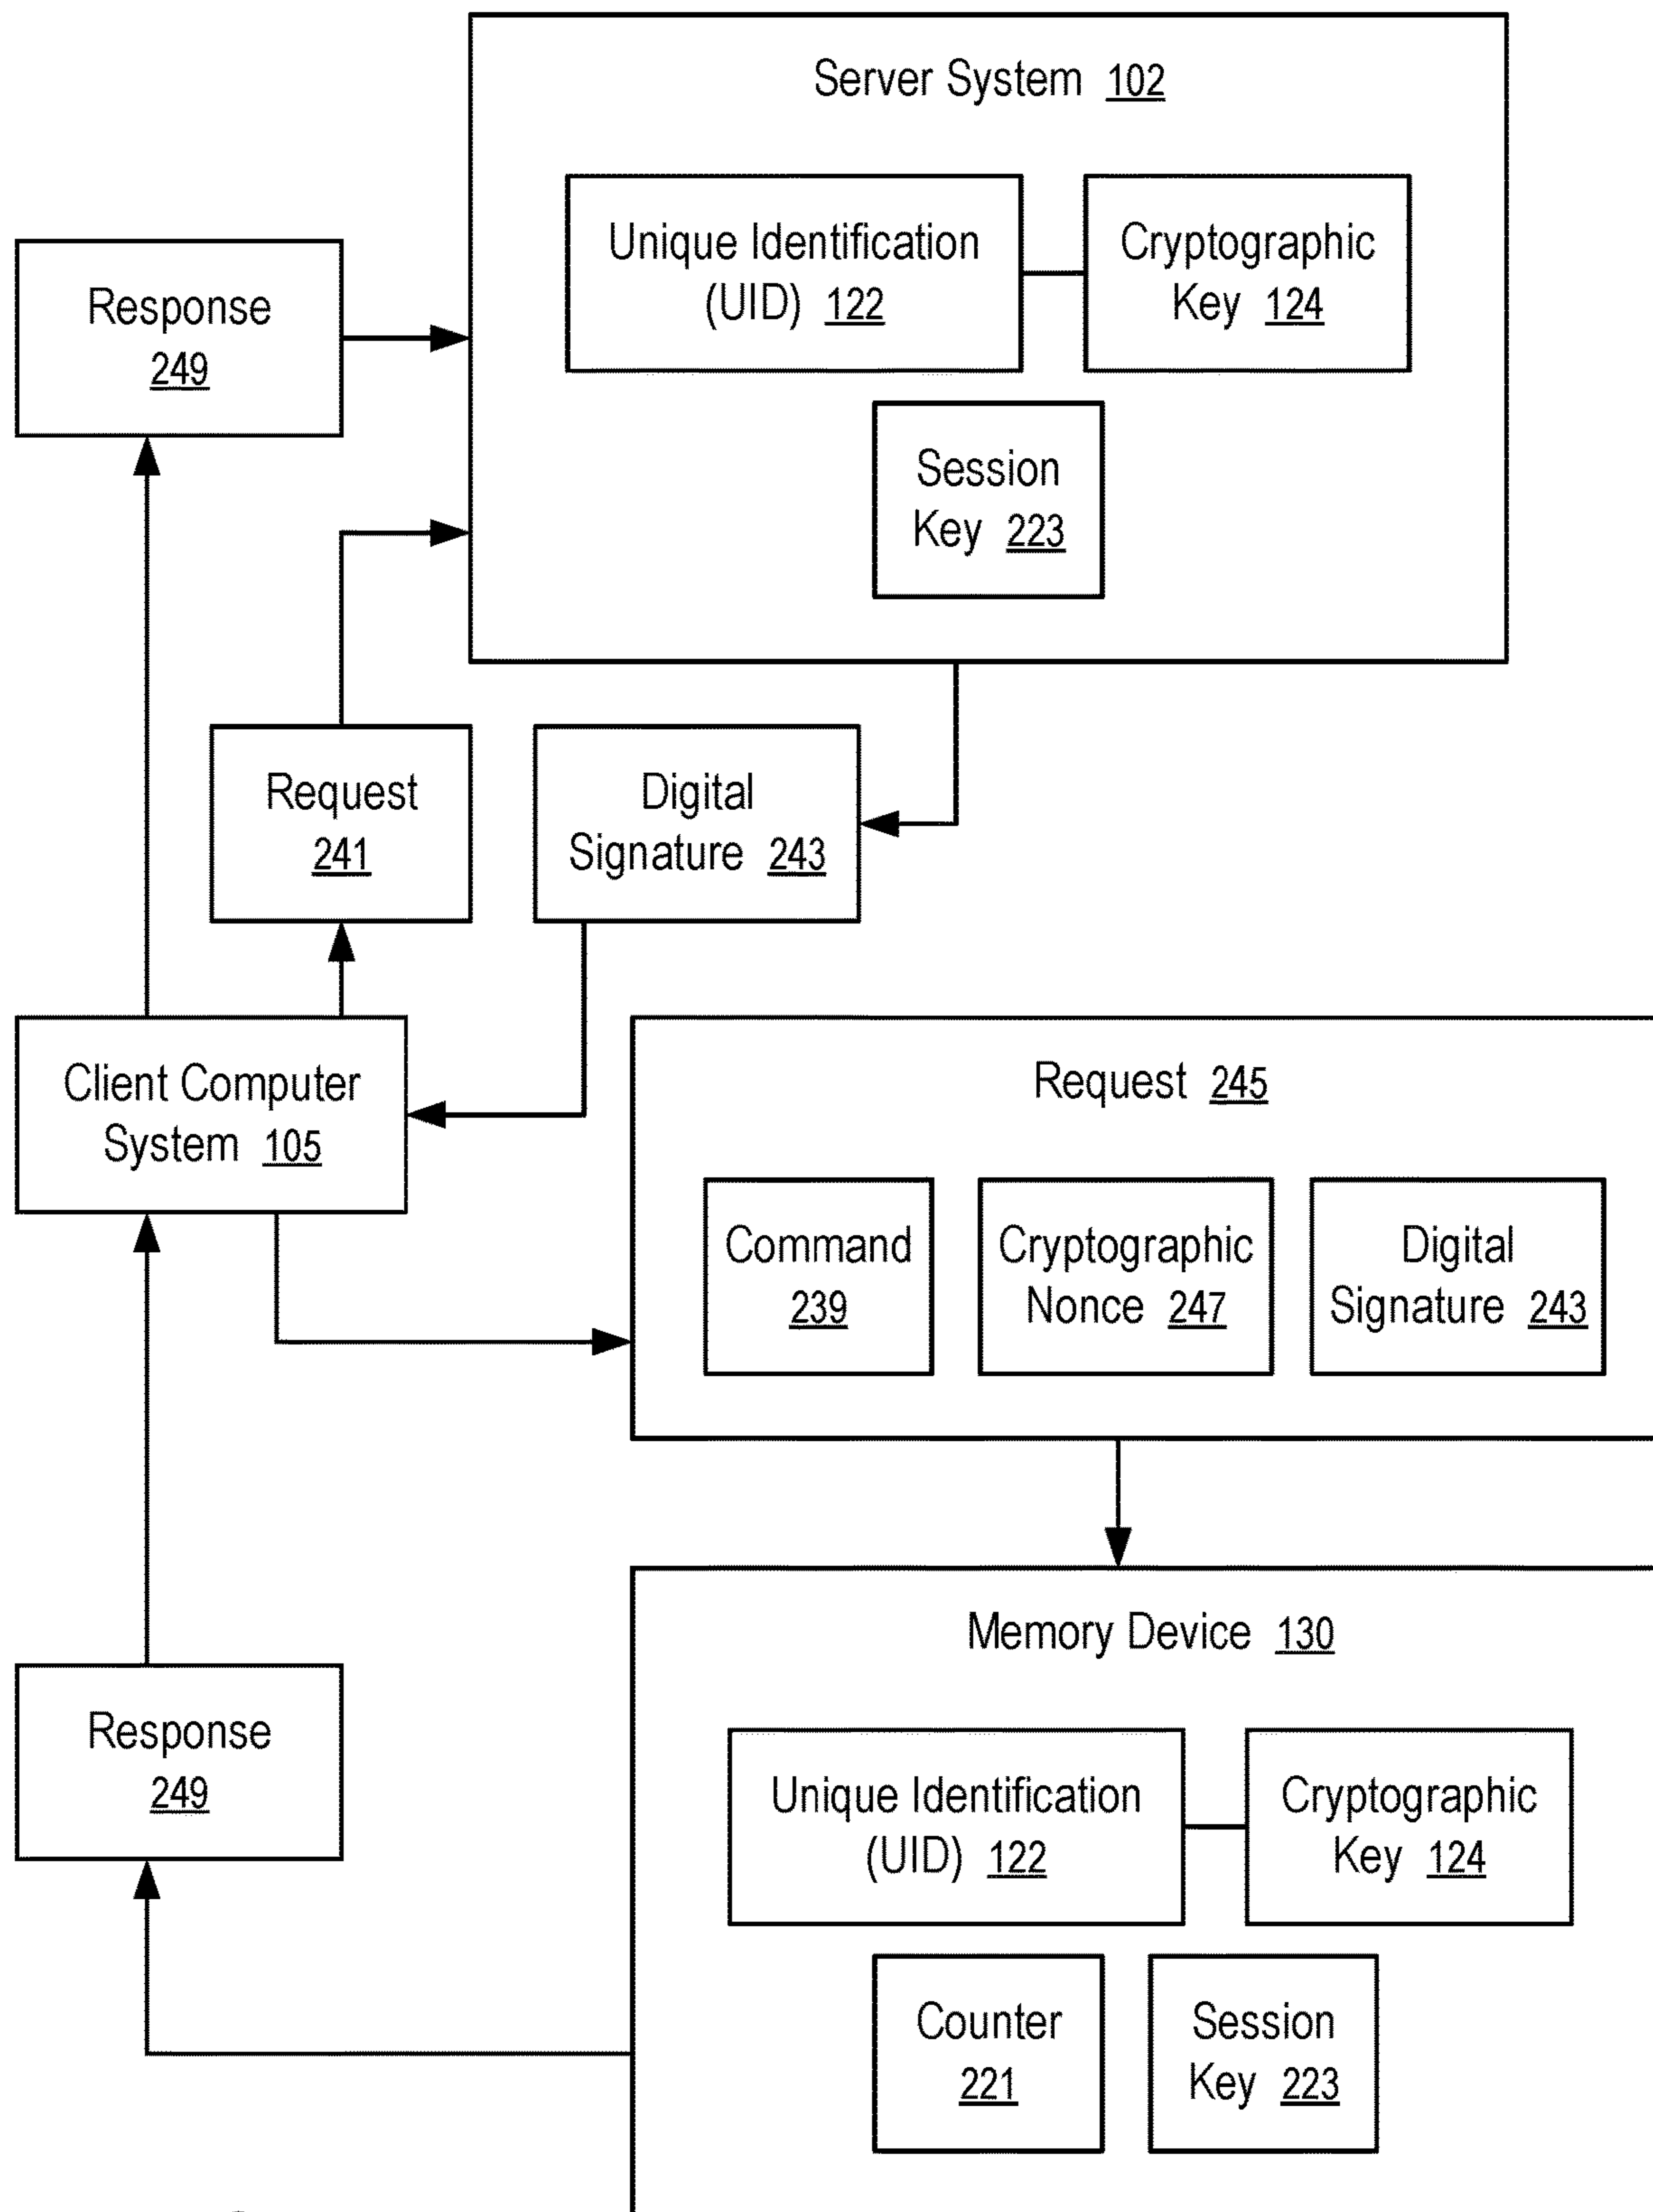 Server System 102
Unique Identification
(UID) 122
Cryptographic
Key 124
Response
249
Session
Key 223
Request
241
Digital
Signature 243
Client Computer
System 105
Request 245
Command
239
Cryptographic
Nonce 247
Digital
Signature 243
Memory Device 130
Response
249
Unique Identification
(UID) 122
Cryptographic
Key 124
Counter
221
Session
Key 223